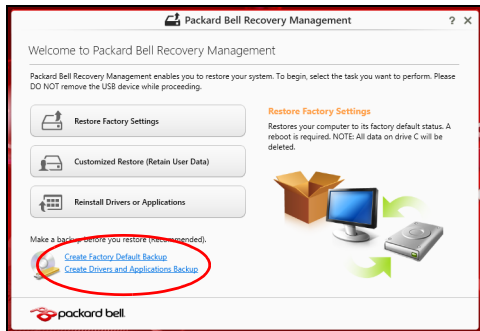 Packard Bell Recovery Management
? X
Welcome to Packard Bell Recovery Management
Packard Bell Recovery Management enables you to restore your system. To begin, select the task you want to perform. Please
DO NOT remove the USB device while proceeding.
Restore Factory Settings
Customized Restore (Retain User Data)
Reinstall Drivers or Applications
Restore Factory Settings
Restores your computer to its factory default status. A
reboot is required. NOTE: All data on drive C will be
deleted.
Make a backup before you restore (Recommended).
Create Factory Default Backup
Create Drivers and Applications Backup
packard bell.